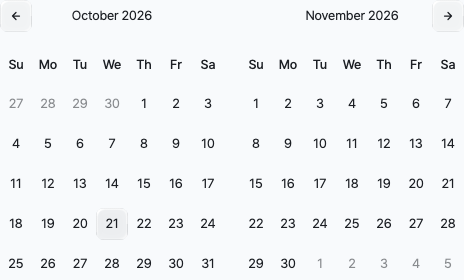 October 2026
Su Mo Tu We Th Fr Sa
27 28 29 30 1 2 3
4 5 6 7 8 9 10
11 12 13 14 15 16 17
18 19 20 21 22 23 24
25 26 27 28 29 30 31
November 2026
Su Mo Tu We Th Fr Sa
1 2 3 4 5 6 7
8 9 10 11 12 13 14
15 16 17 18 19 20 21
22 23 24 25 26 27 28
29 30 1 2 3 4 5